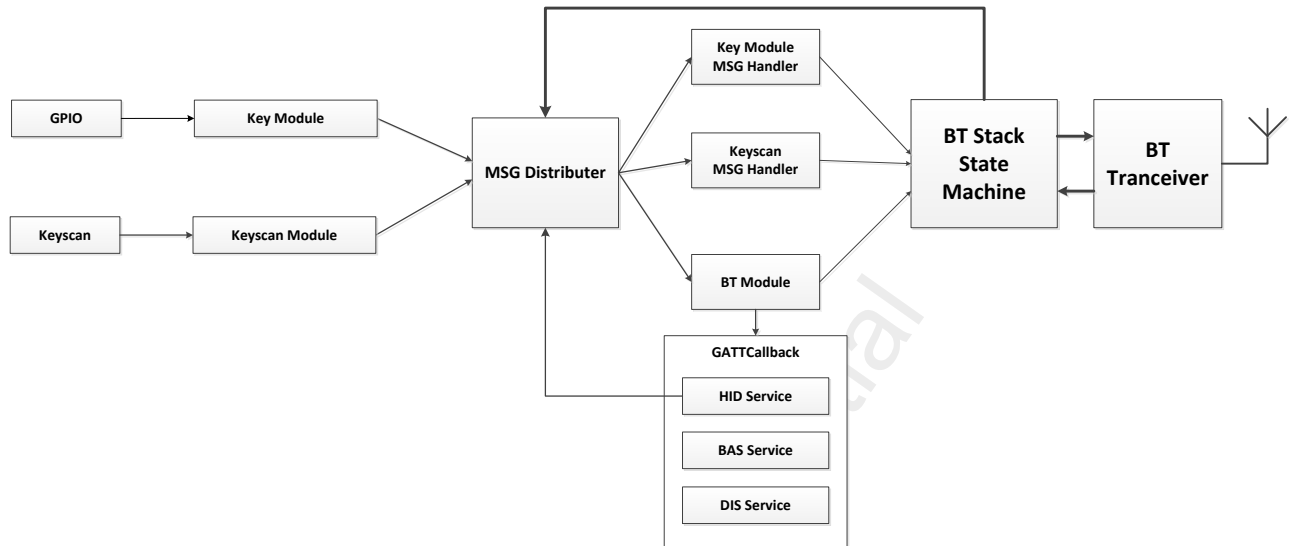 Key Module
MSG Handler
GPIO
Key Module
MSG Distributer
Keyscan
MSG Handler
BT Stack
State
Machine
BT
Tranceiver
Keyscan
Keyscan Module
BT Module
GATTCallback
HID Service
BAS Service
DIS Service